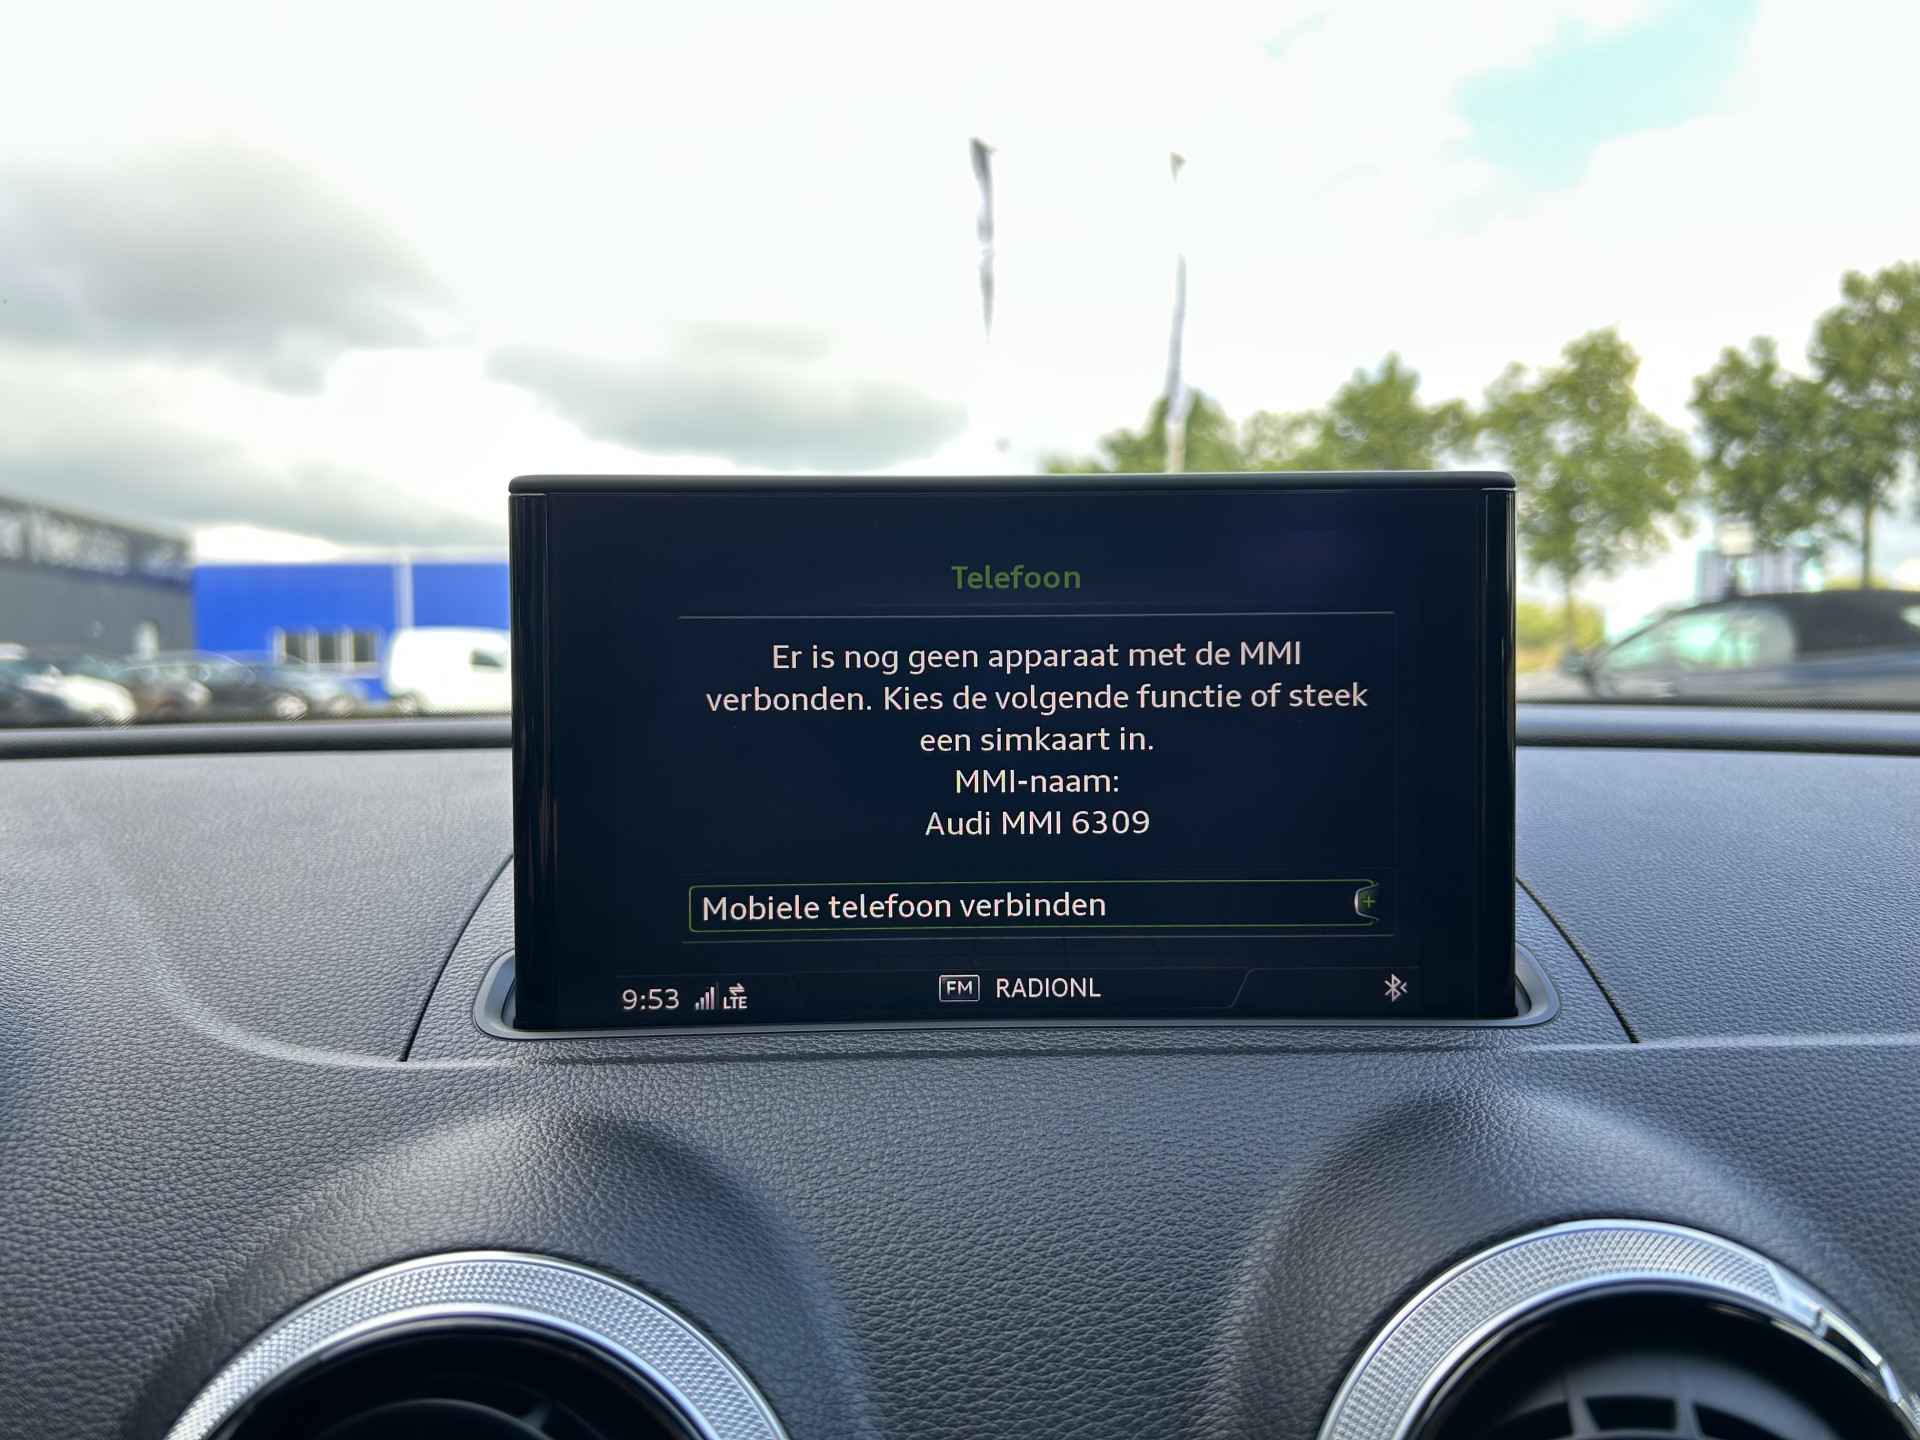 Telefoon
Er is nog geen apparaat met de MMI
verbonden. Kies de volgende functie of steek
een simkaart in.
MMI-naam:
Audi MMI 6309
Mobiele telefoon verbinden
9:53 LTE FM RADIONL